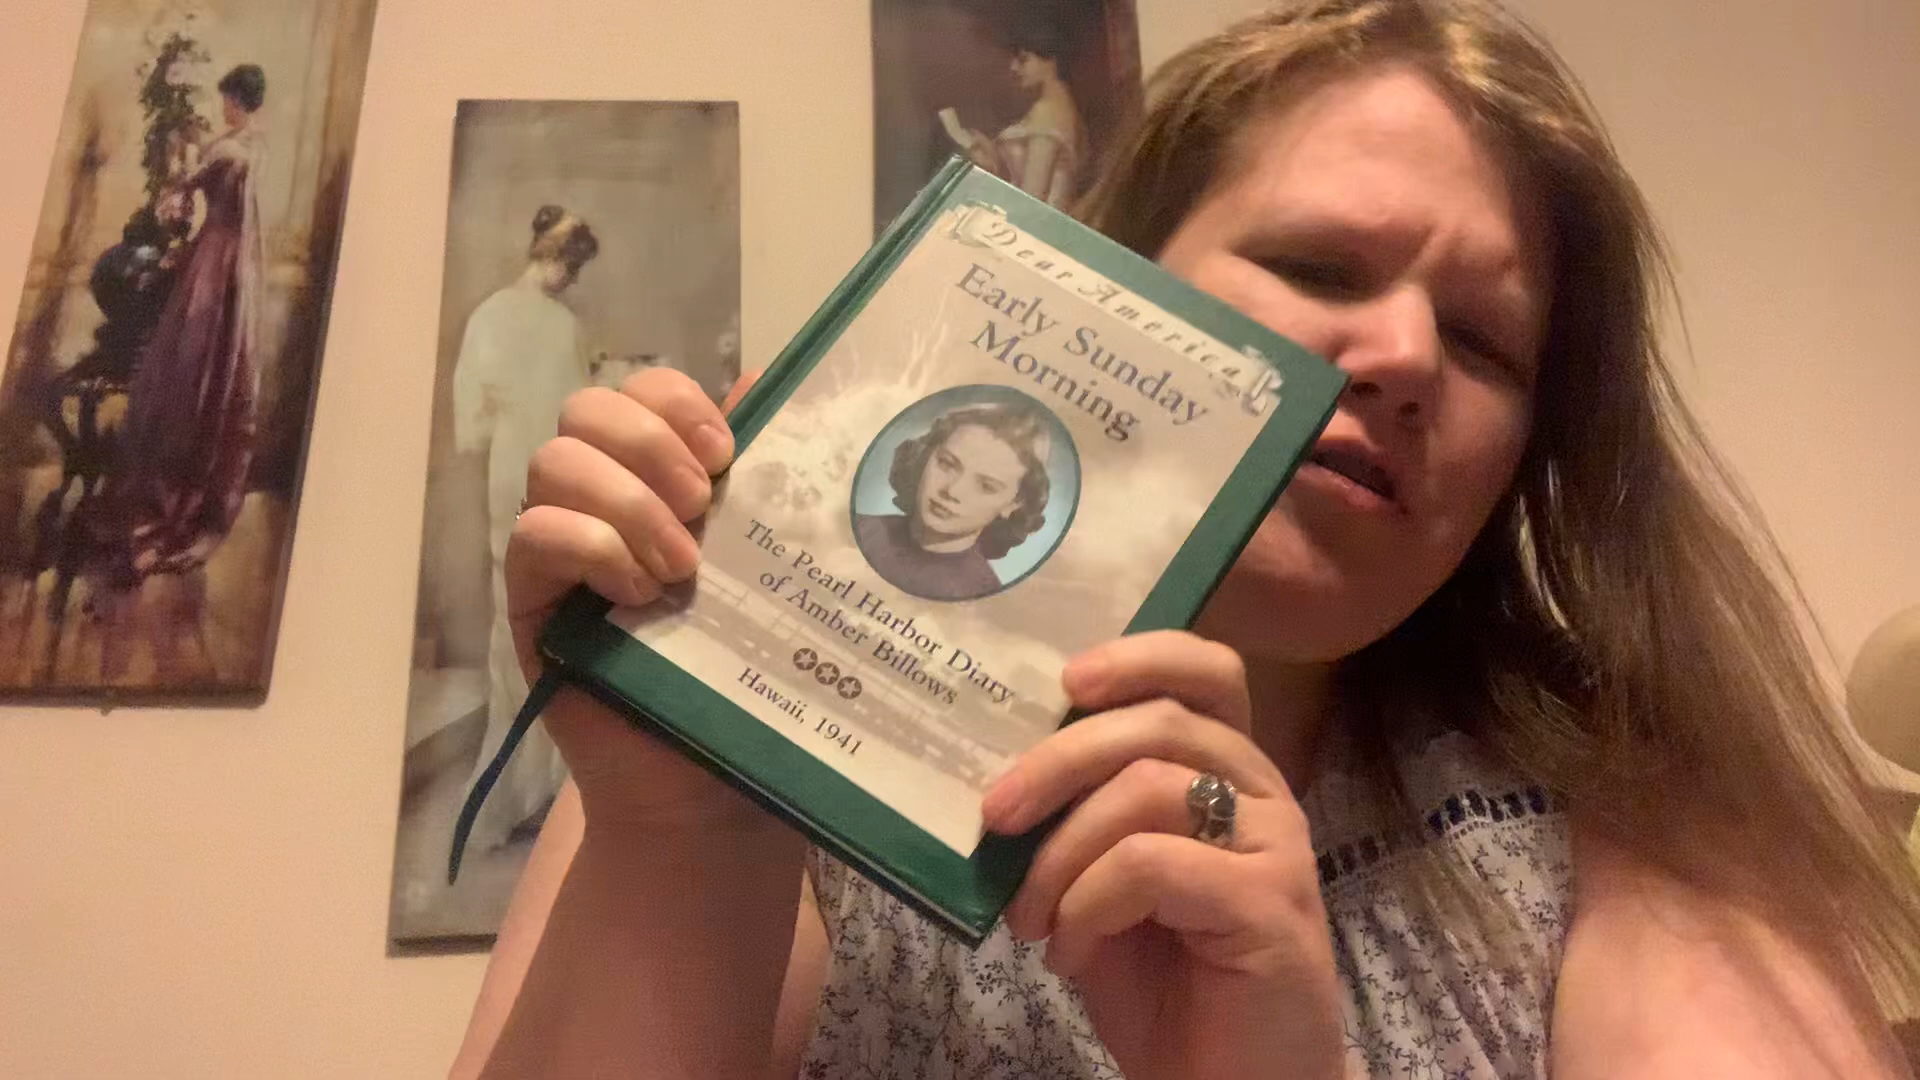 Dear America
Early Sunday
Morning
The Pearl Harbor Diary
of Amber Billows
Hawaii, 1941